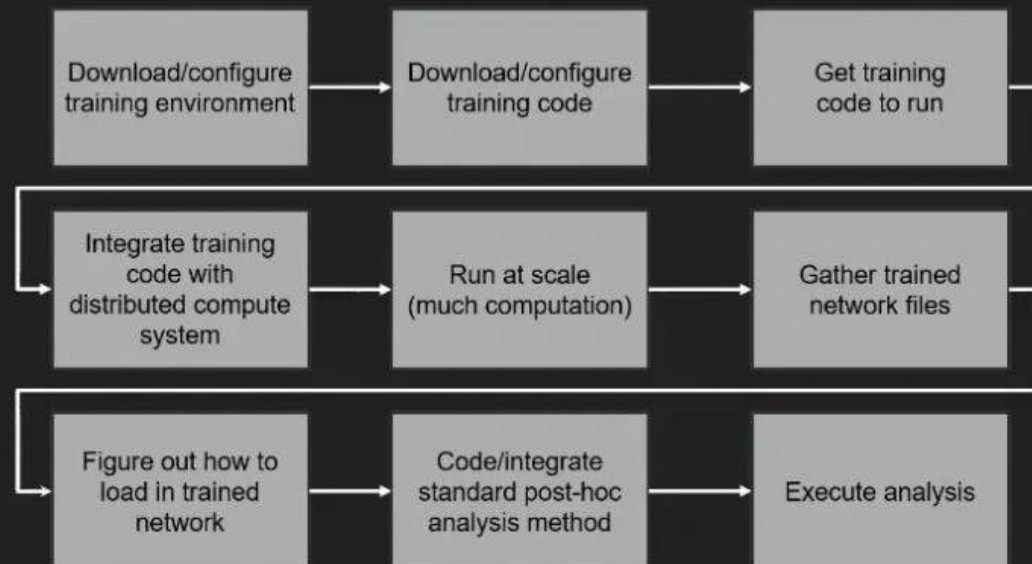 Download/configure
training environment
Download/configure
training code
Get training
code to run
Integrate training
code with
distributed compute
system
Run at scale
(much computation)
Gather trained
network files
Figure out how to
load in trained
network
Code/integrate
standard post-hoc
analysis method
Execute analysis